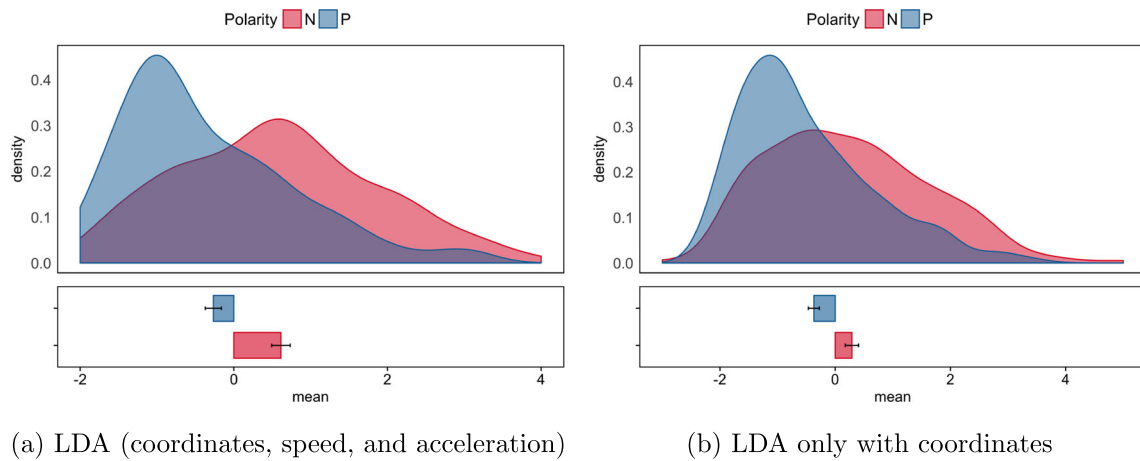 Polarity N P
density
0.4
0.3
0.2
0.1
0.0
-2 0 2 4
mean
(a) LDA (coordinates, speed, and acceleration)
Polarity N P
density
0.4
0.3
0.2
0.1
0.0
-2 0 2 4
mean
(b) LDA only with coordinates